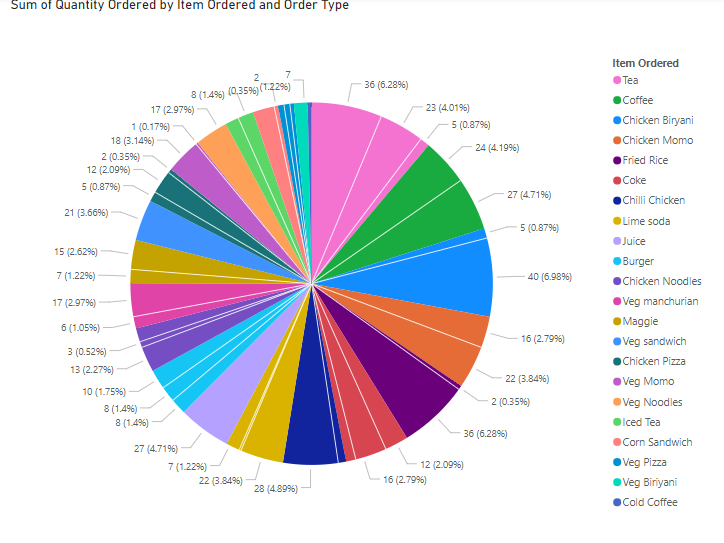 Sum of Quantity Ordered by Item Ordered and Order Type
Item Ordered
Tea
Coffee
Chicken Biryani
Chicken Momo
Fried Rice
Coke
Chilli Chicken
Lime soda
Juice
Burger
Chicken Noodles
Veg manchurian
Maggie
Veg sandwich
Chicken Pizza
Veg Momo
Veg Noodles
Iced Tea
Corn Sandwich
Veg Pizza
Veg Biriyani
Cold Coffee
36 (6.28%)
23 (4.01%)
5 (0.87%)
24 (4.19%)
27 (4.71%)
5 (0.87%)
40 (6.98%)
16 (2.79%)
22 (3.84%)
2 (0.35%)
36 (6.28%)
12 (2.09%)
16 (2.79%)
28 (4.89%)
22 (3.84%)
7 (1.22%)
27 (4.71%)
8 (1.4%)
8 (1.4%)
10 (1.75%)
13 (2.27%)
3 (0.52%)
6 (1.05%)
17 (2.97%)
7 (1.22%)
15 (2.62%)
21 (3.66%)
5 (0.87%)
12 (2.09%)
2 (0.35%)
18 (3.14%)
1 (0.17%)
17 (2.97%)
8 (1.4%)
(0.35%)
2
(1.22%)
7